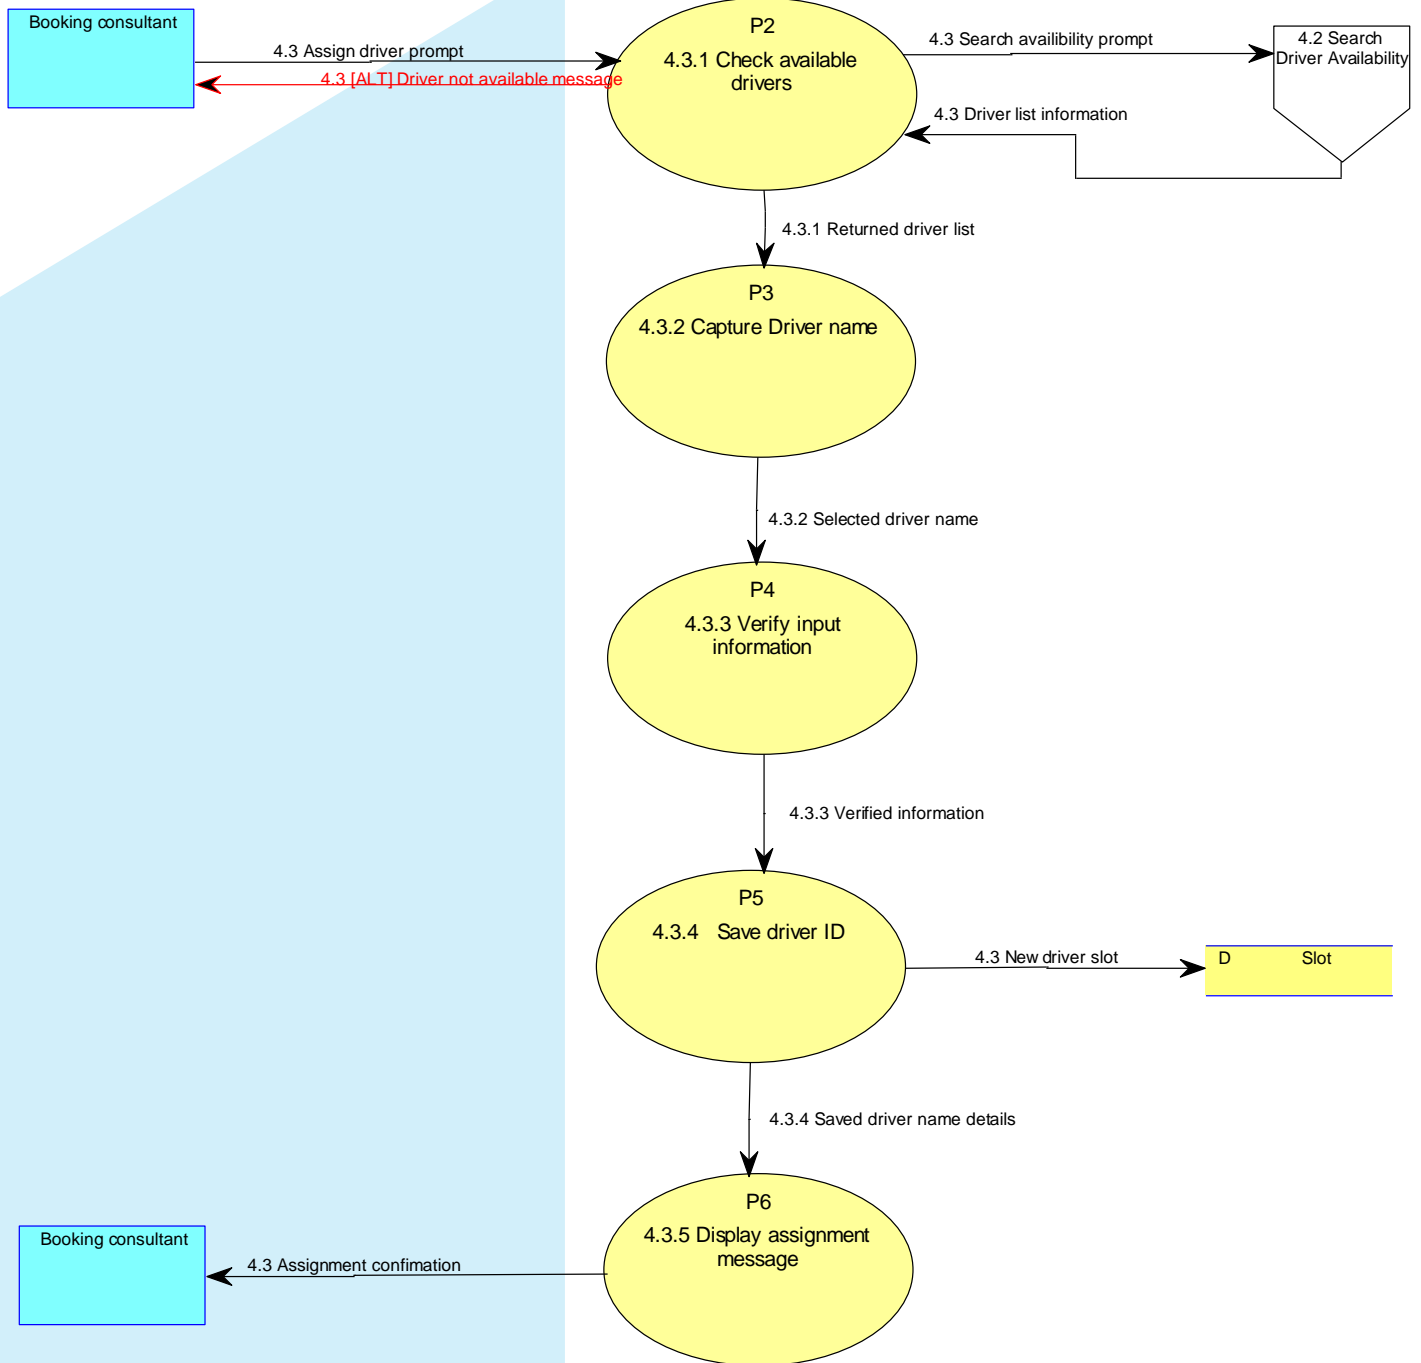 Booking consultant
4.3 Assign driver prompt
4.3 [ALT] Driver not available message
P2
4.3.1 Check available
drivers
4.3 Search availibility prompt
4.2 Search
Driver Availability
4.3 Driver list information
4.3.1 Returned driver list
P3
4.3.2 Capture Driver name
4.3.2 Selected driver name
P4
4.3.3 Verify input
information
4.3.3 Verified information
P5
4.3.4 Save driver ID
4.3 New driver slot
D Slot
4.3.4 Saved driver name details
P6
4.3.5 Display assignment
message
Booking consultant
4.3 Assignment confimation